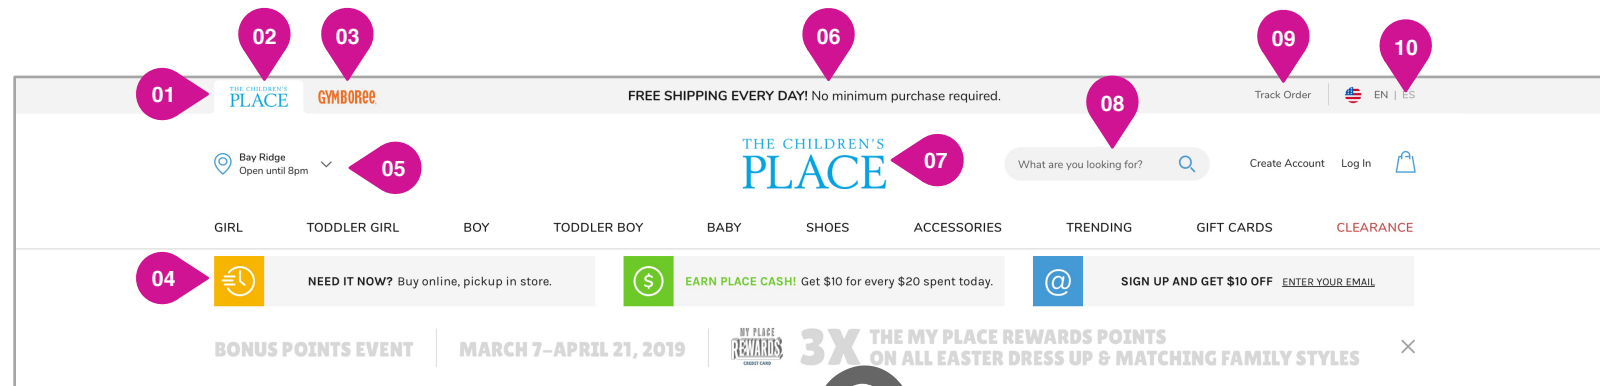 02
03
06
09
10
01
THE CHILDREN'S
PLACE
GYMBOREE
FREE SHIPPING EVERY DAY! No minimum purchase required.
Track Order
EN | ES
08
Bay Ridge
Open until 8pm
05
THE CHILDREN'S
PLACE
07
What are you looking for?
Create Account
Log In
GIRL
TODDLER GIRL
BOY
TODDLER BOY
BABY
SHOES
ACCESSORIES
TRENDING
GIFT CARDS
CLEARANCE
04
NEED IT NOW? Buy online, pickup in store.
$
EARN PLACE CASH! Get $10 for every $20 spent today.
@
SIGN UP AND GET $10 OFF ENTER YOUR EMAIL
BONUS POINTS EVENT
MARCH 7–APRIL 21, 2019
MY PLACE
REWARDS
CREDIT CARD
3X
THE MY PLACE REWARDS POINTS
ON ALL EASTER DRESS UP & MATCHING FAMILY STYLES